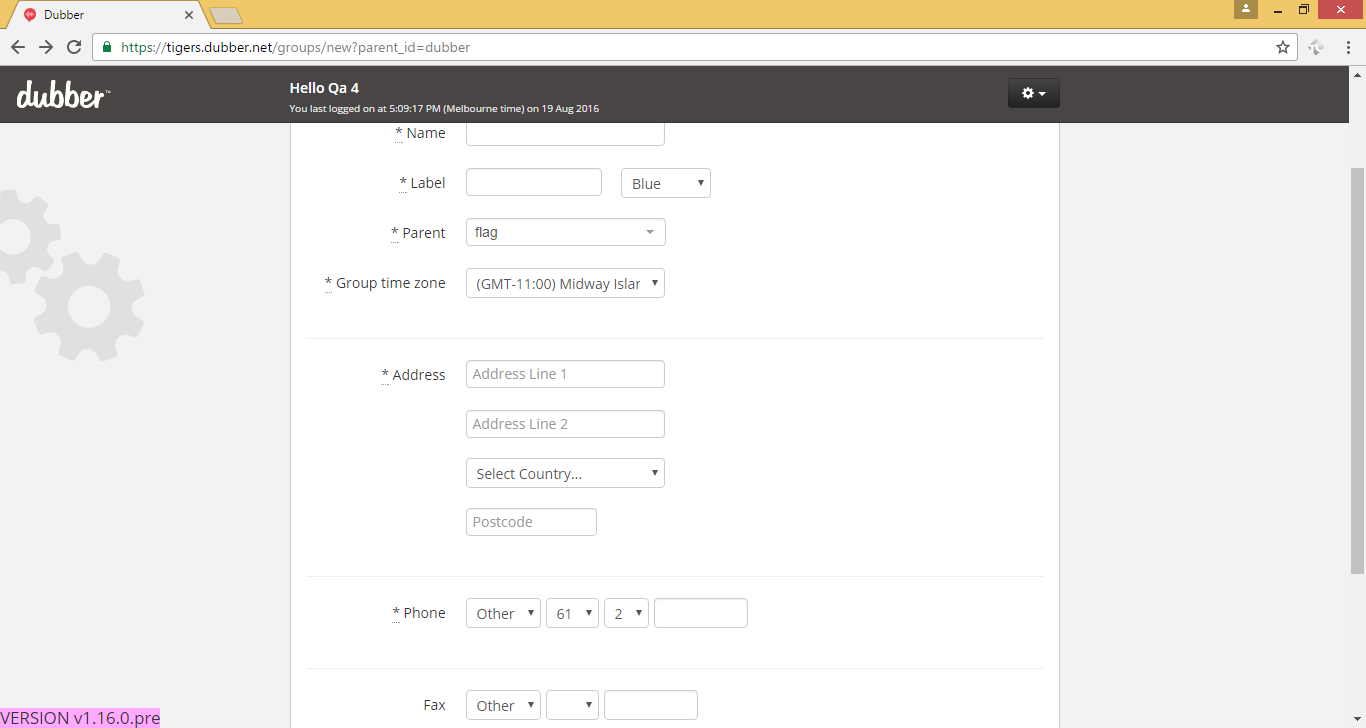 Dubber
https://tigers.dubber.net/groups/new?parent_id=dubber
dubber™
Hello Qa 4
You last logged on at 5:09:17 PM (Melbourne time) on 19 Aug 2016
* Name
* Label Blue
* Parent flag
* Group time zone (GMT-11:00) Midway Islar
* Address Address Line 1
Address Line 2
Select Country...
Postcode
* Phone Other 61 2
Fax Other
VERSION v1.16.0.pre